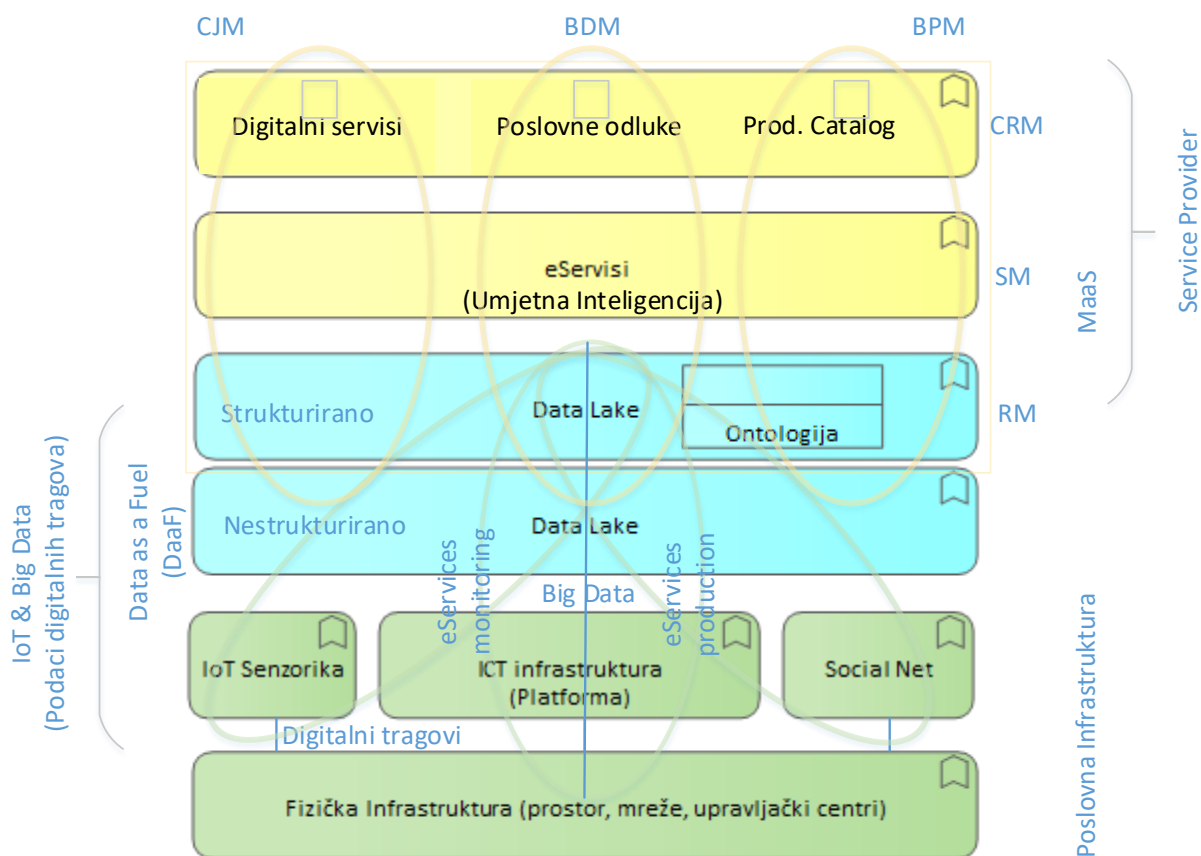 CJM
BDM
BPM
Digitalni servisi
Poslovne odluke
Prod. Catalog
CRM
eServisi
(Umjetna Inteligencija)
SM
MaaS
Service Provider
Strukturirano
Data Lake
Ontologija
RM
Nestrukturirano
Data Lake
IoT & Big Data
(Podaci digitalnih tragova)
Data as a Fuel
(DaaF)
eServices
monitoring
Big Data
eServices
production
IoT Senzorika
ICT infrastruktura
(Platforma)
Social Net
Digitalni tragovi
Fizička Infrastruktura (prostor, mreže, upravljački centri)
Poslovna Infrastruktura